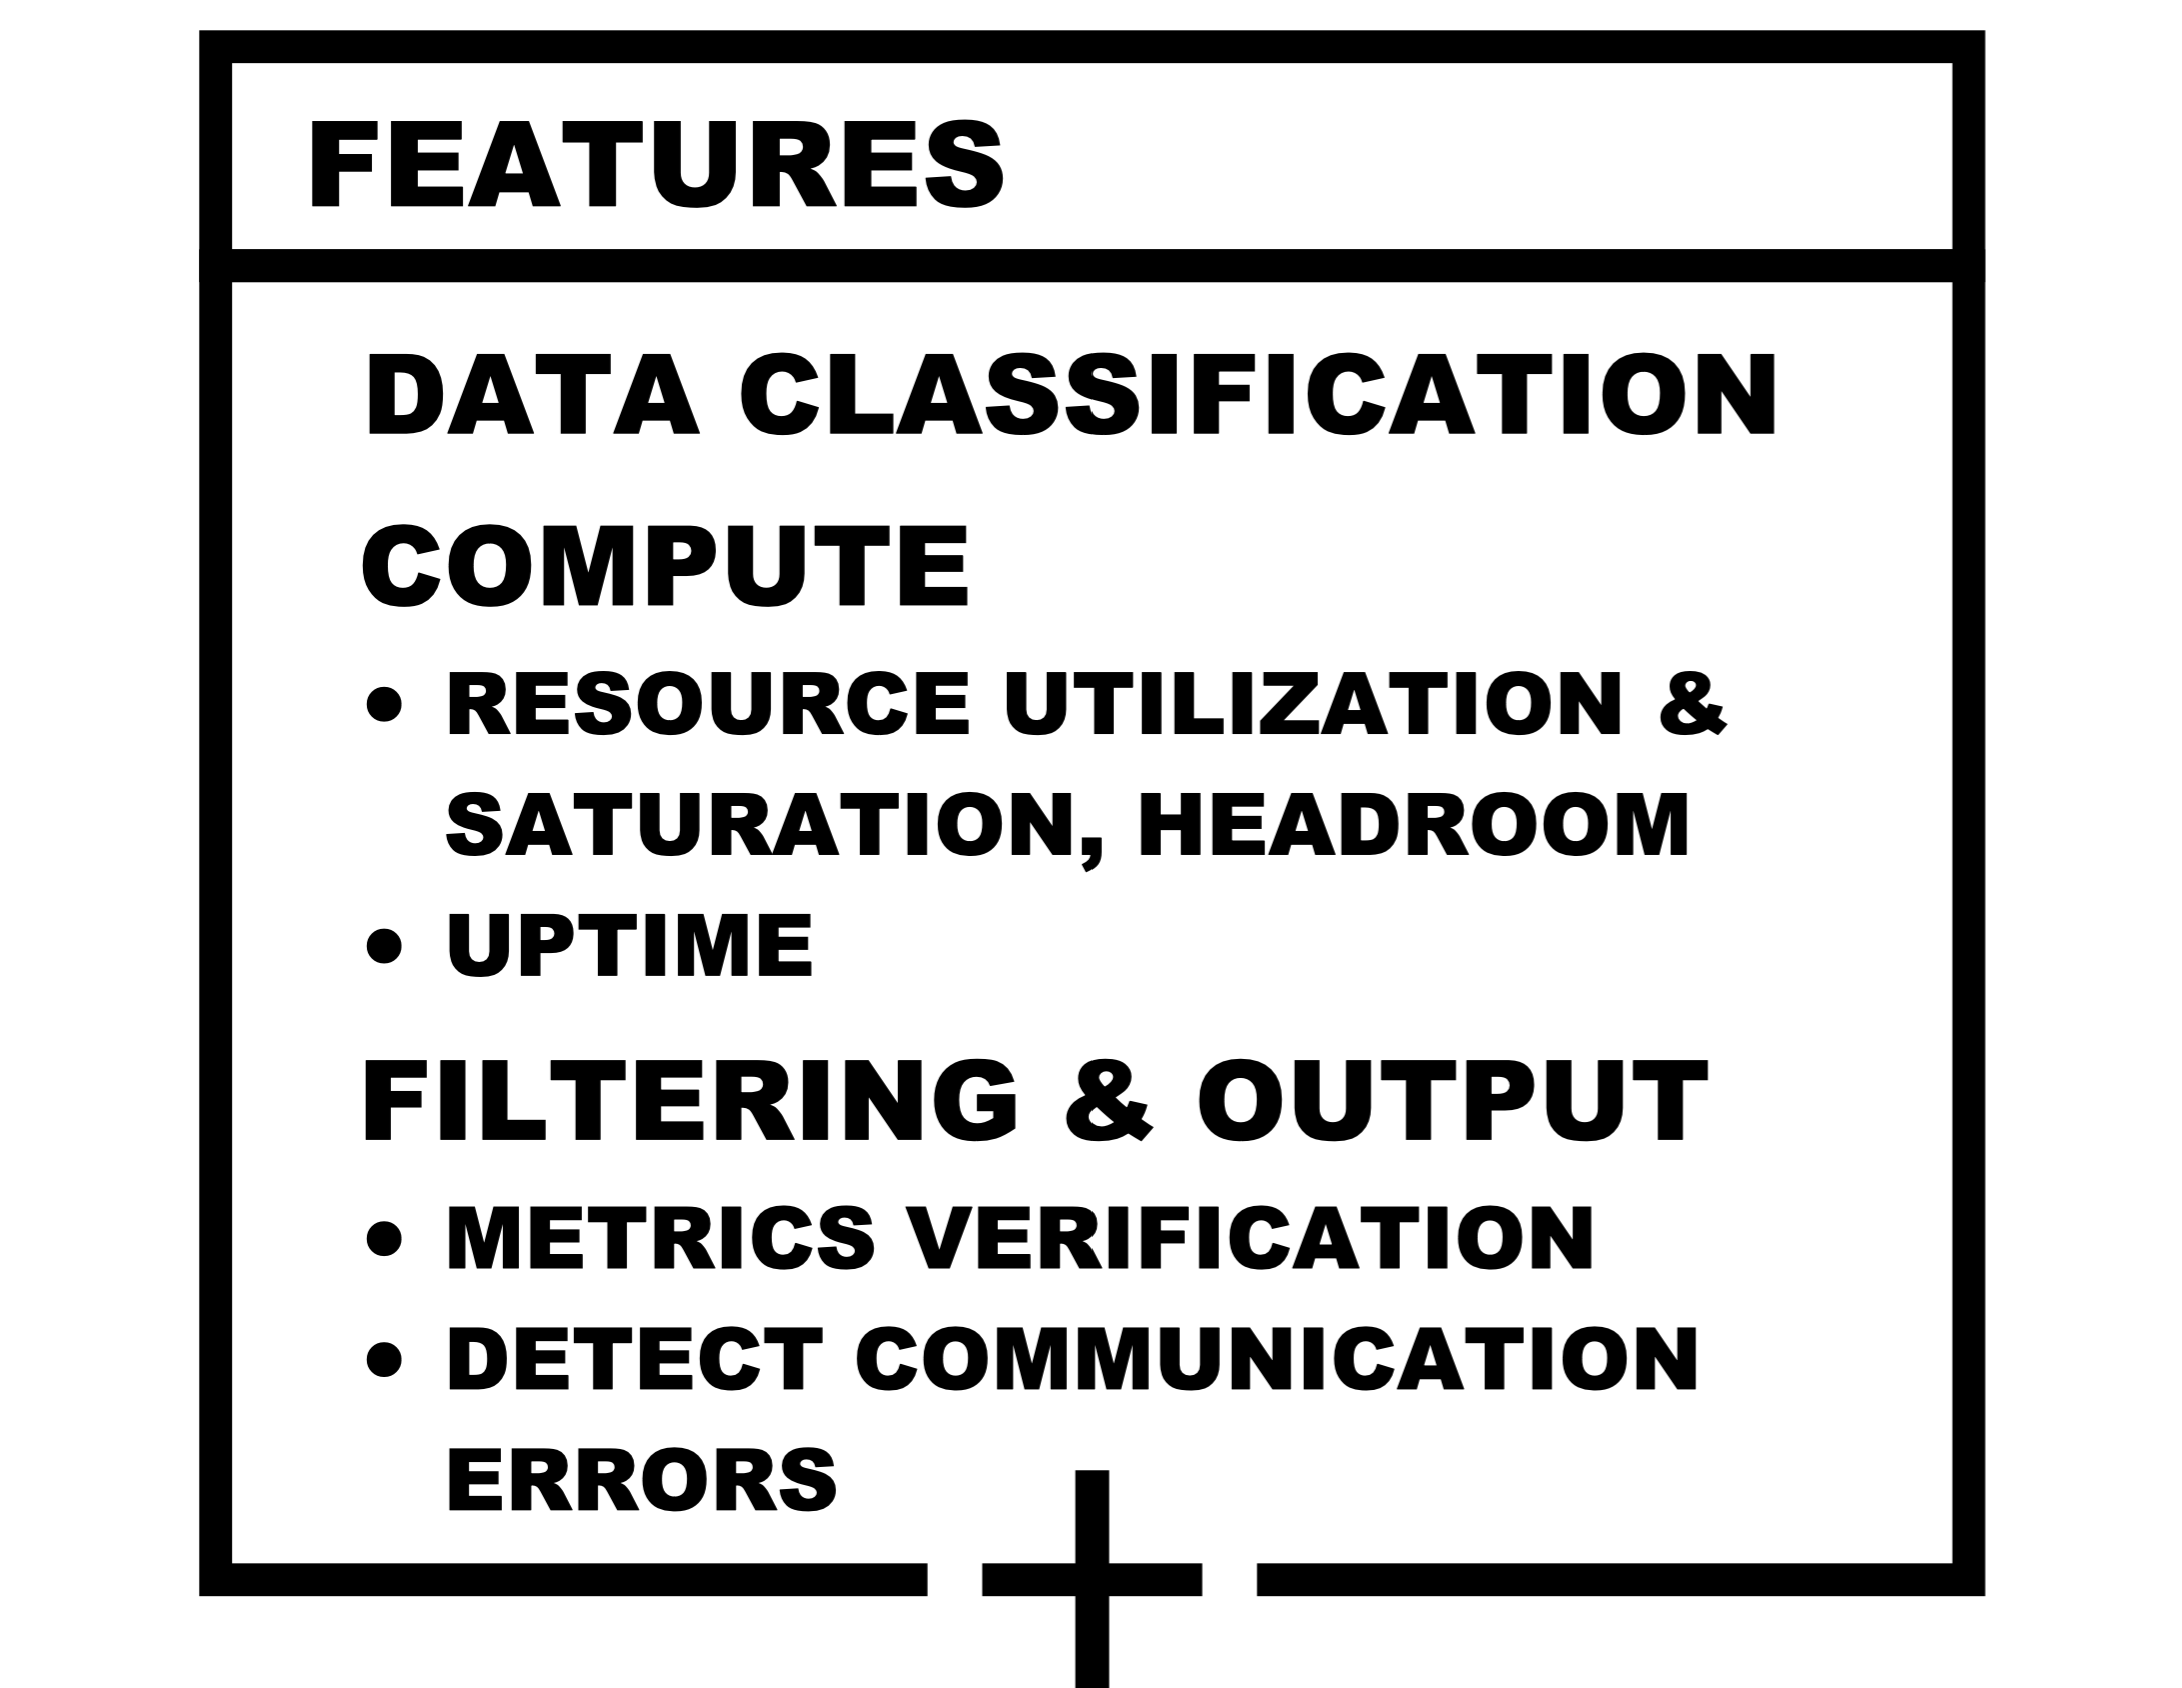 FEATURES
DATA CLASSIFICATION
COMPUTE
• RESOURCE UTILIZATION &
SATURATION, HEADROOM
• UPTIME
FILTERING & OUTPUT
• METRICS VERIFICATION
• DETECT COMMUNICATION
ERRORS